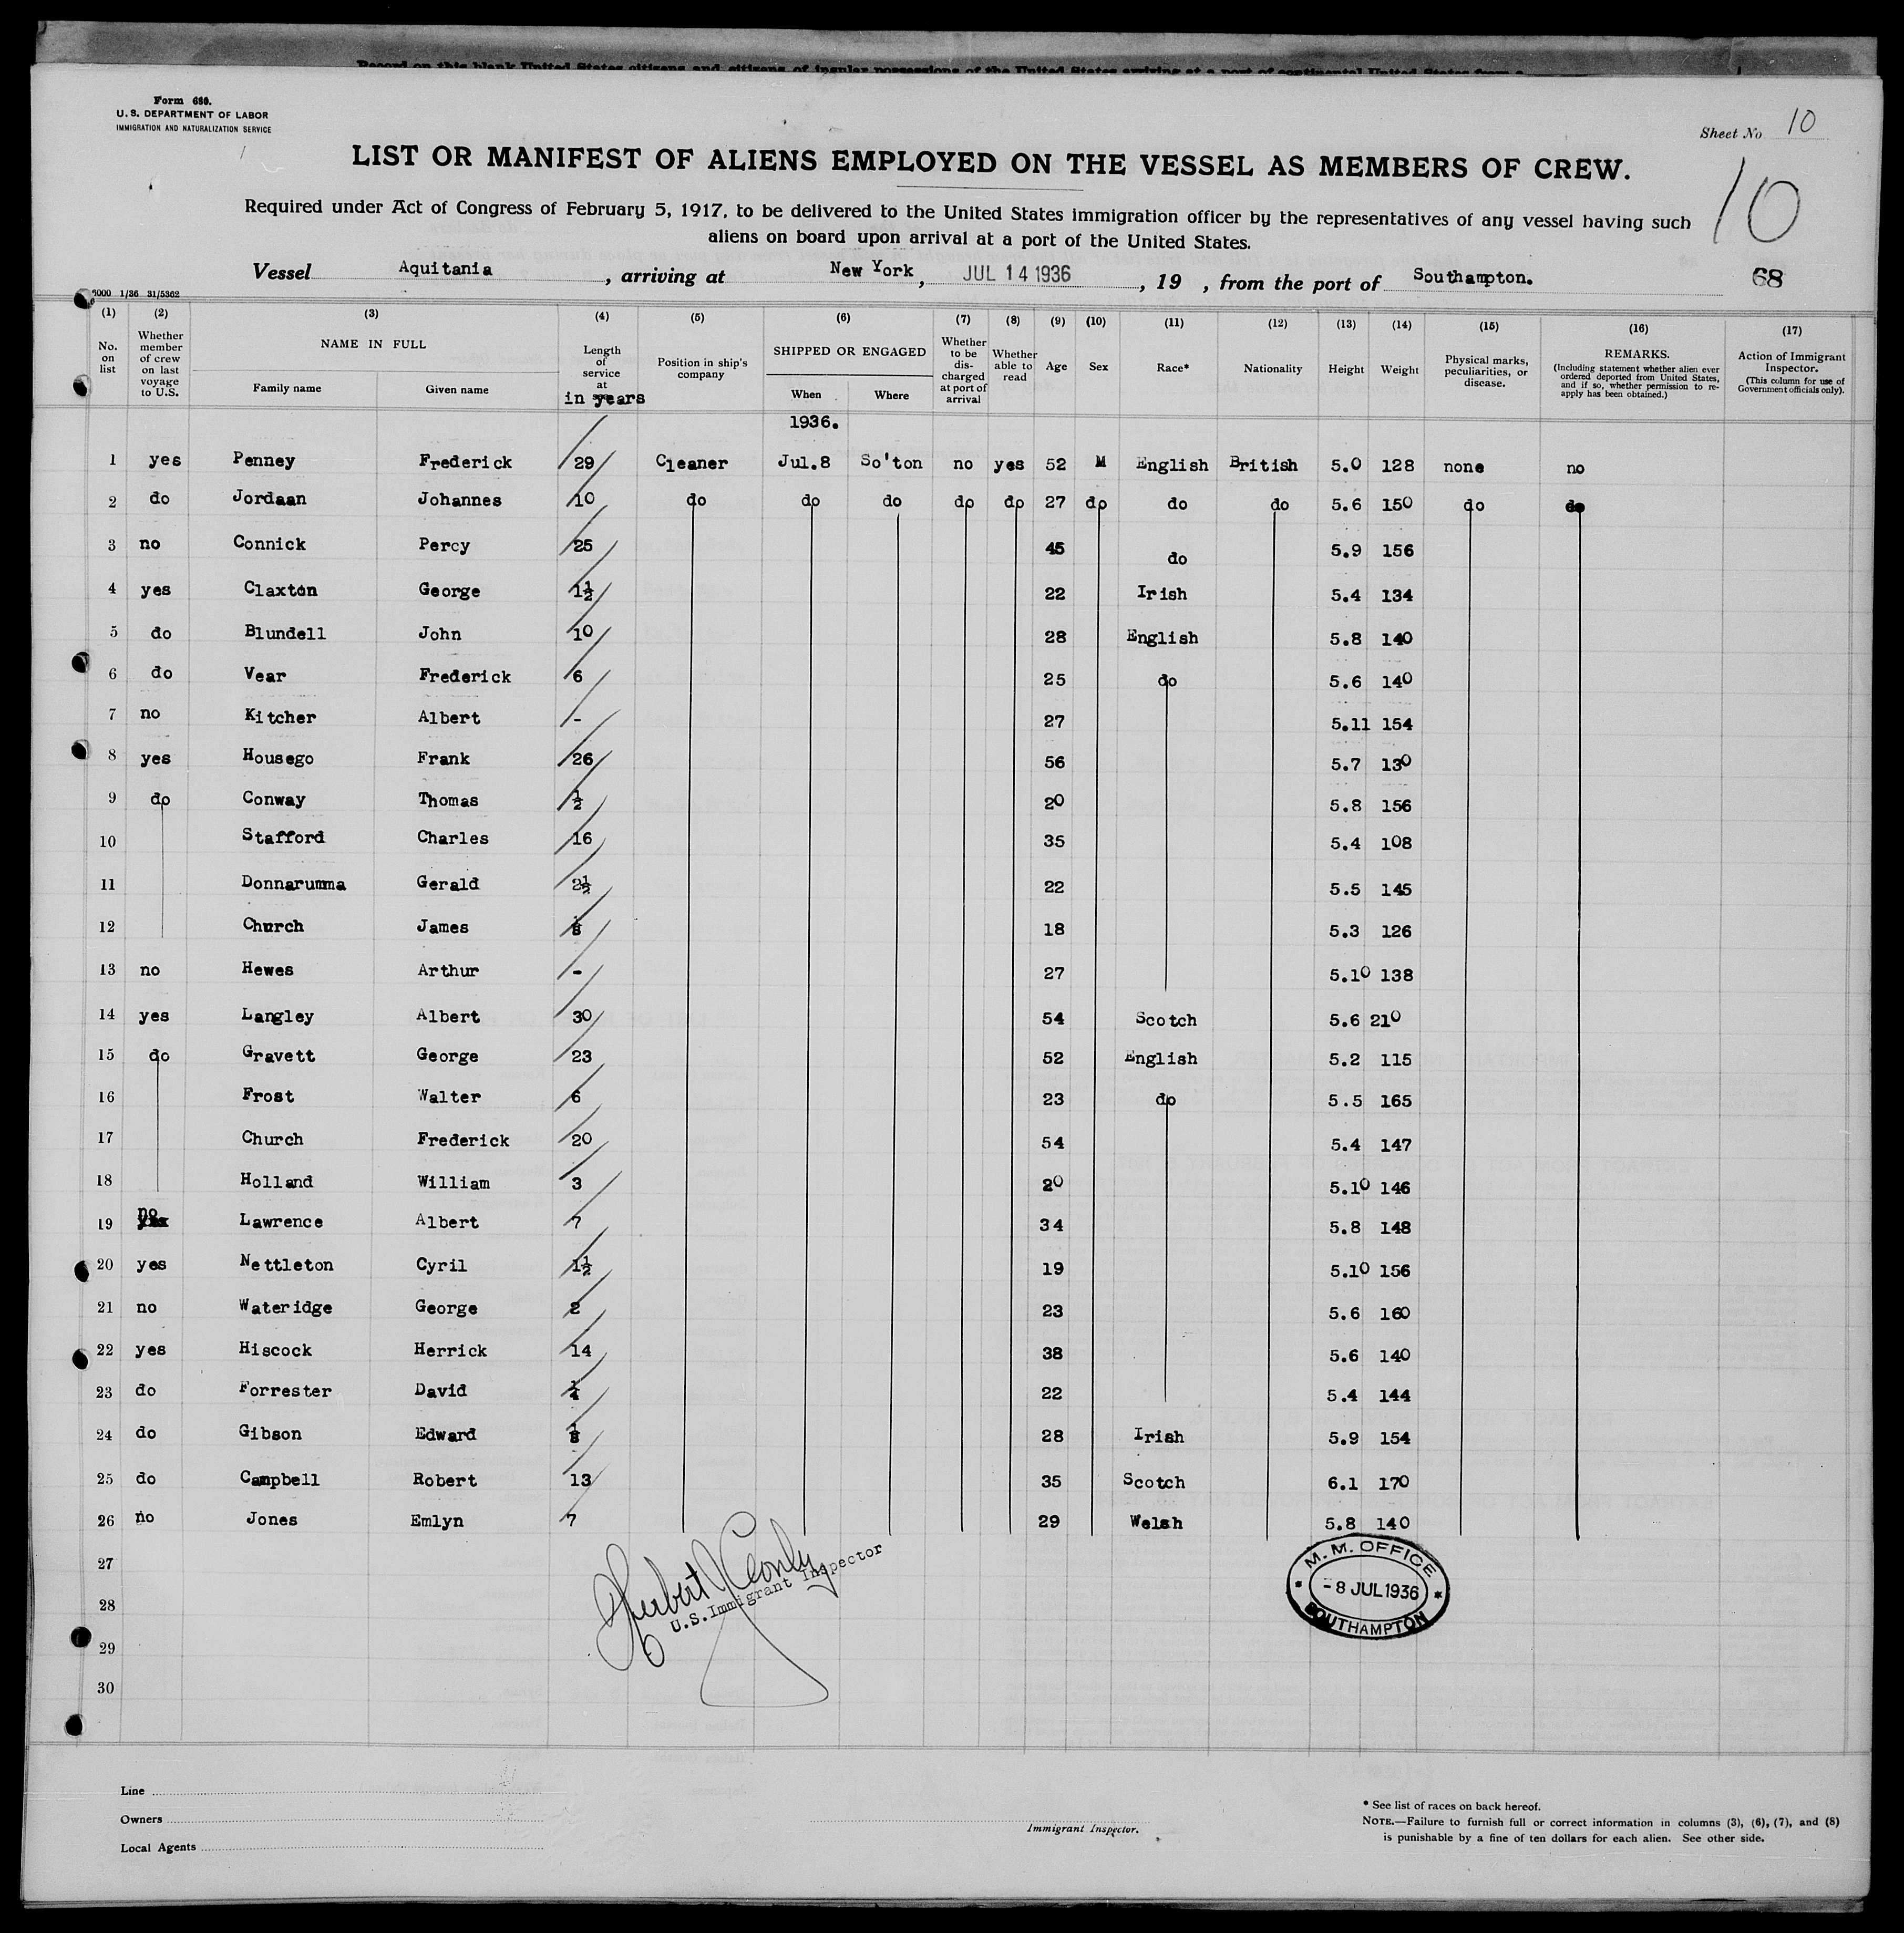 Form 680.
U. S. DEPARTMENT OF LABOR
IMMIGRATION AND NATURALIZATION SERVICE
Sheet No 10
LIST OR MANIFEST OF ALIENS EMPLOYED ON THE VESSEL AS MEMBERS OF CREW.
10
Required under Act of Congress of February 5, 1917, to be delivered to the United States immigration officer by the representatives of any vessel having such
aliens on board upon arrival at a port of the United States.
Vessel Aquitania , arriving at New York , JUL 14 1936 , 19 , from the port of Southampton. 68
6000 1/36 31/5362
(1) (2) (3) (4) (5) (6) (7) (8) (9) (10) (11) (12) (13) (14) (15) (16) (17)
No. on list
Whether member of crew on last voyage to U.S.
NAME IN FULL
Family name
Given name
Length of service at
in years
Position in ship's company
SHIPPED OR ENGAGED
When
Where
Whether to be discharged at port of arrival
Whether able to read
Age
Sex
Race*
Nationality
Height
Weight
Physical marks, peculiarities, or disease.
REMARKS.
(Including statement whether alien ever ordered deported from United States, and if so, whether permission to reapply has been obtained.)
Action of Immigrant Inspector.
(This column for use of Government officials only).
1936.
1 yes Penney Frederick 29 Cleaner Jul.8 So'ton no yes 52 M English British 5.0 128 none no
2 do Jordaan Johannes 10 do do do do do 27 do do do 5.6 150 do do
3 no Connick Percy 25 45 do 5.9 156
4 yes Claxton George 1½ 22 Irish 5.4 134
5 do Blundell John 10 28 English 5.8 140
6 do Vear Frederick 6 25 do 5.6 140
7 no Kitcher Albert - 27 5.11 154
8 yes Housego Frank 26 56 5.7 130
9 do Conway Thomas ½ 20 5.8 156
10 Stafford Charles 16 35 5.4 108
11 Donnarumma Gerald 2½ 22 5.5 145
12 Church James ⅛ 18 5.3 126
13 no Hewes Arthur - 27 5.10 138
14 yes Langley Albert 30 54 Scotch 5.6 210
15 do Gravett George 23 52 English 5.2 115
16 Frost Walter 6 23 do 5.5 165
17 Church Frederick 20 54 5.4 147
18 Holland William 3 20 5.10 146
19 no Lawrence Albert 7 34 5.8 148
20 yes Nettleton Cyril 1½ 19 5.10 156
21 no Wateridge George 2 23 5.6 160
22 yes Hiscock Herrick 14 38 5.6 140
23 do Forrester David ¼ 22 5.4 144
24 do Gibson Edward ⅛ 28 Irish 5.9 154
25 do Campbell Robert 13 35 Scotch 6.1 170
26 no Jones Emlyn 7 29 Welsh 5.8 140
27
28
29
30
Herbert J
U.S. Immigrant Inspector
M. M. OFFICE
-8 JUL 1936
SOUTHAMPTON
Line
Owners
Local Agents
Immigrant Inspector.
* See list of races on back hereof.
NOTE.—Failure to furnish full or correct information in columns (3), (6), (7), and (8)
is punishable by a fine of ten dollars for each alien. See other side.